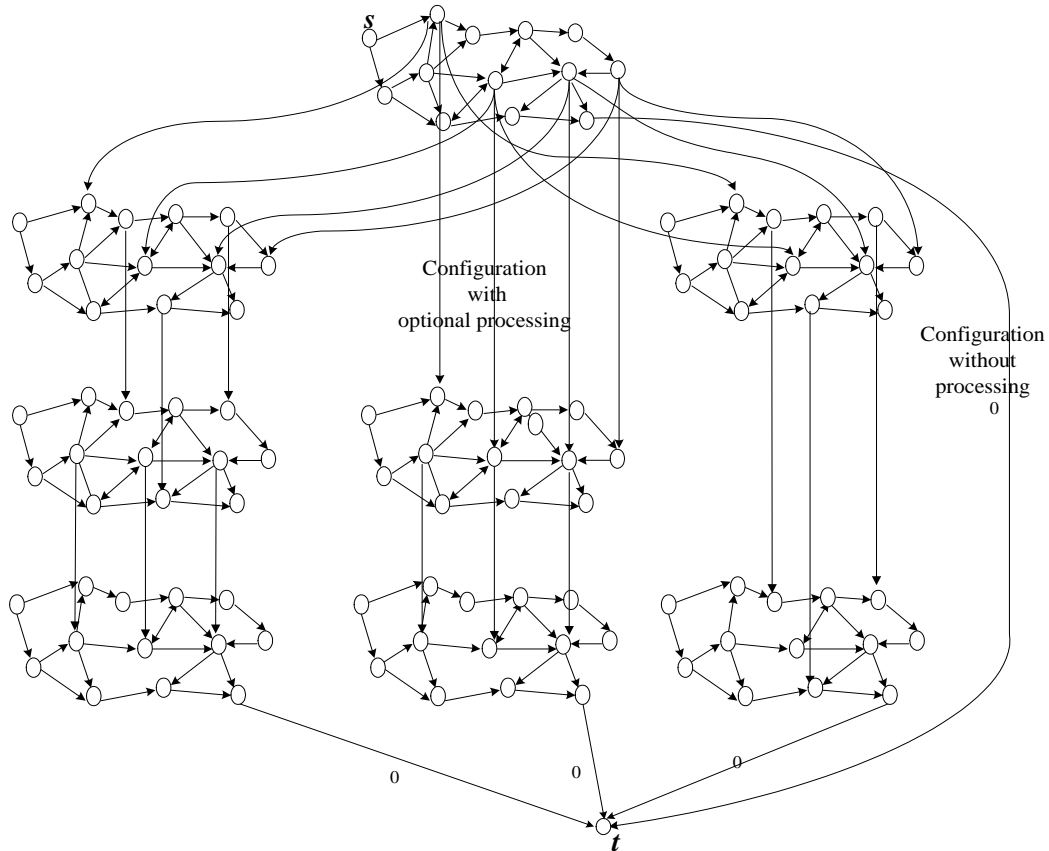 s
Configuration
with
optional processing
Configuration
without
processing
0
0
0
0
t